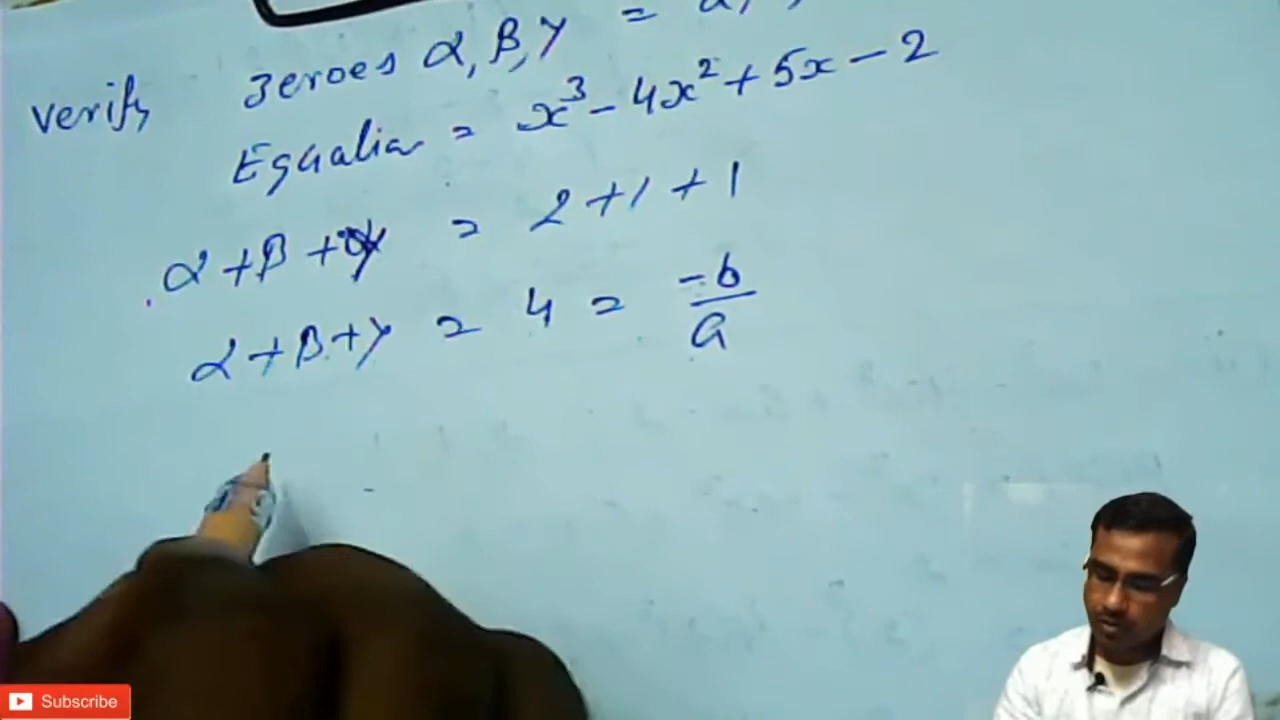 Verify zeroes α, β, γ =
Equation = x³ - 4x² + 5x - 2
α + β + γ = 2 + 1 + 1
α + β + γ = 4 = -b/a
Subscribe